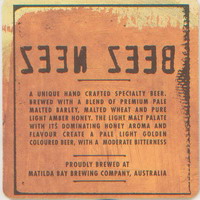 BEEZ NEEZ
A UNIQUE HAND CRAFTED SPECIALTY BEER,
BREWED WITH A BLEND OF PREMIUM PALE
MALTED BARLEY, MALTED WHEAT AND PURE
LIGHT AMBER HONEY. THE LIGHT MALT PALATE
WITH ITS DOMINATING HONEY AROMA AND
FLAVOUR CREATE A PALE LIGHT GOLDEN
COLOURED BEER, WITH A MODERATE BITTERNESS
PROUDLY BREWED AT
MATILDA BAY BREWING COMPANY, AUSTRALIA